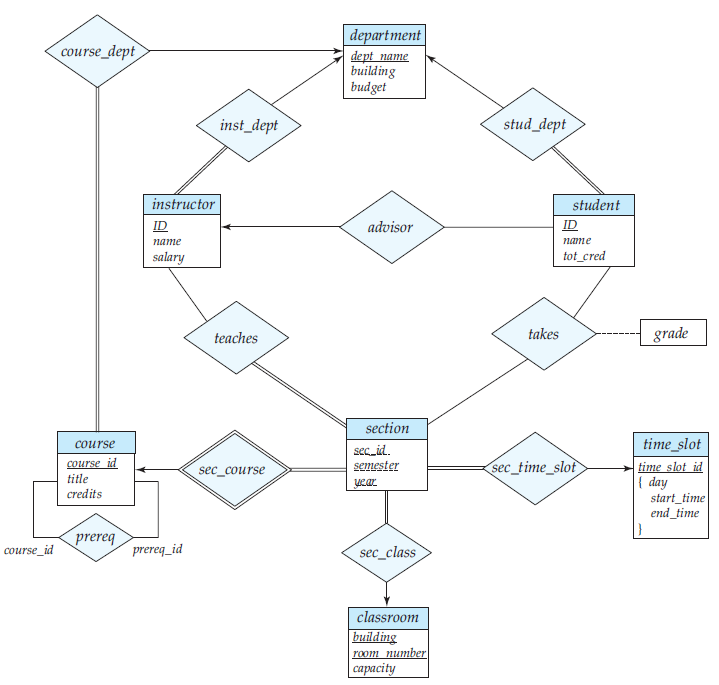 department
course_dept
dept_name
building
budget
inst_dept
stud_dept
instructor
ID
name
salary
advisor
student
ID
name
tot_cred
teaches
takes
grade
section
sec_id
semester
year
course
course_id
title
credits
sec_course
sec_time_slot
time_slot
time_slot_id
{ day
start_time
end_time
}
prereq
course_id
prereq_id
sec_class
classroom
building
room_number
capacity